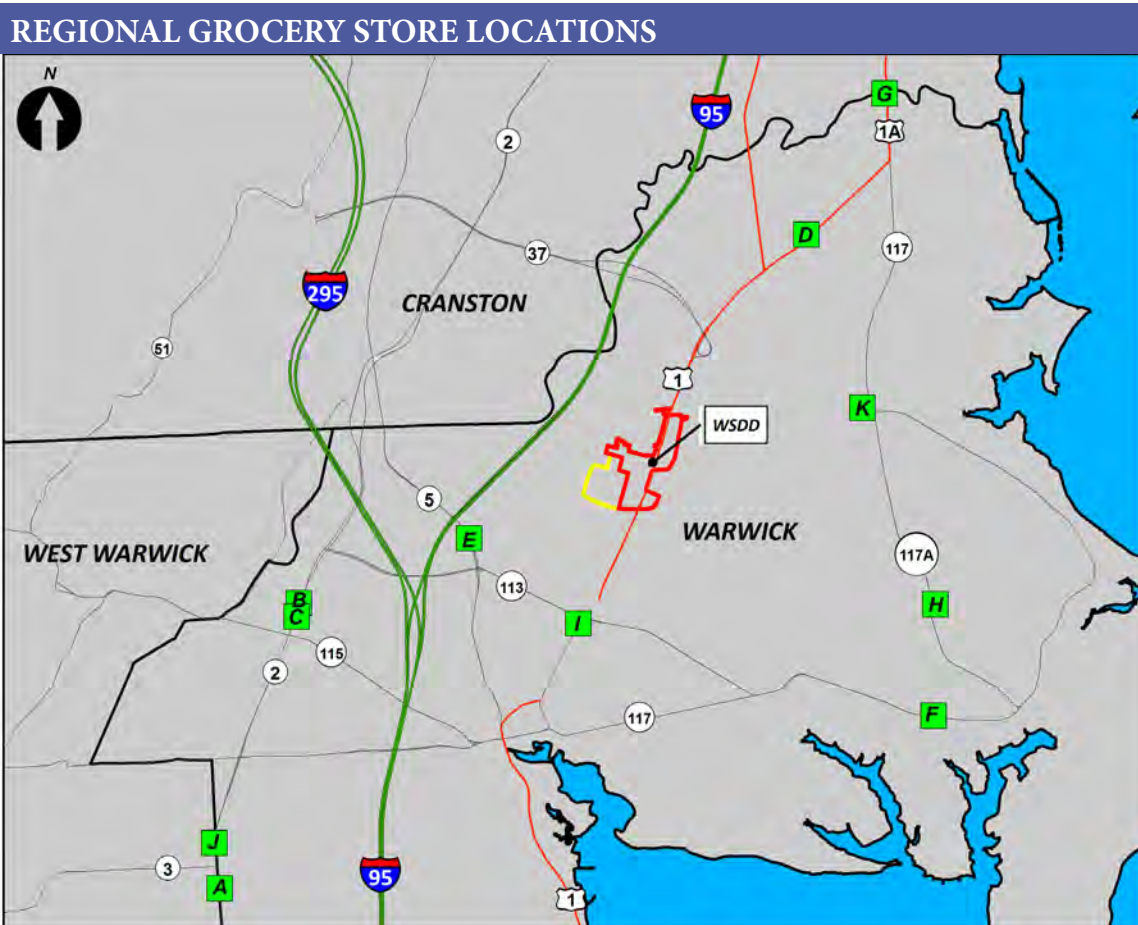 REGIONAL GROCERY STORE LOCATIONS
N
95
G
1A
2
D
37
117
295
CRANSTON
51
1
K
WSDD
5
WARWICK
E
WEST WARWICK
117A
113
B
H
C
I
115
2
F
117
J
3
95
A
1